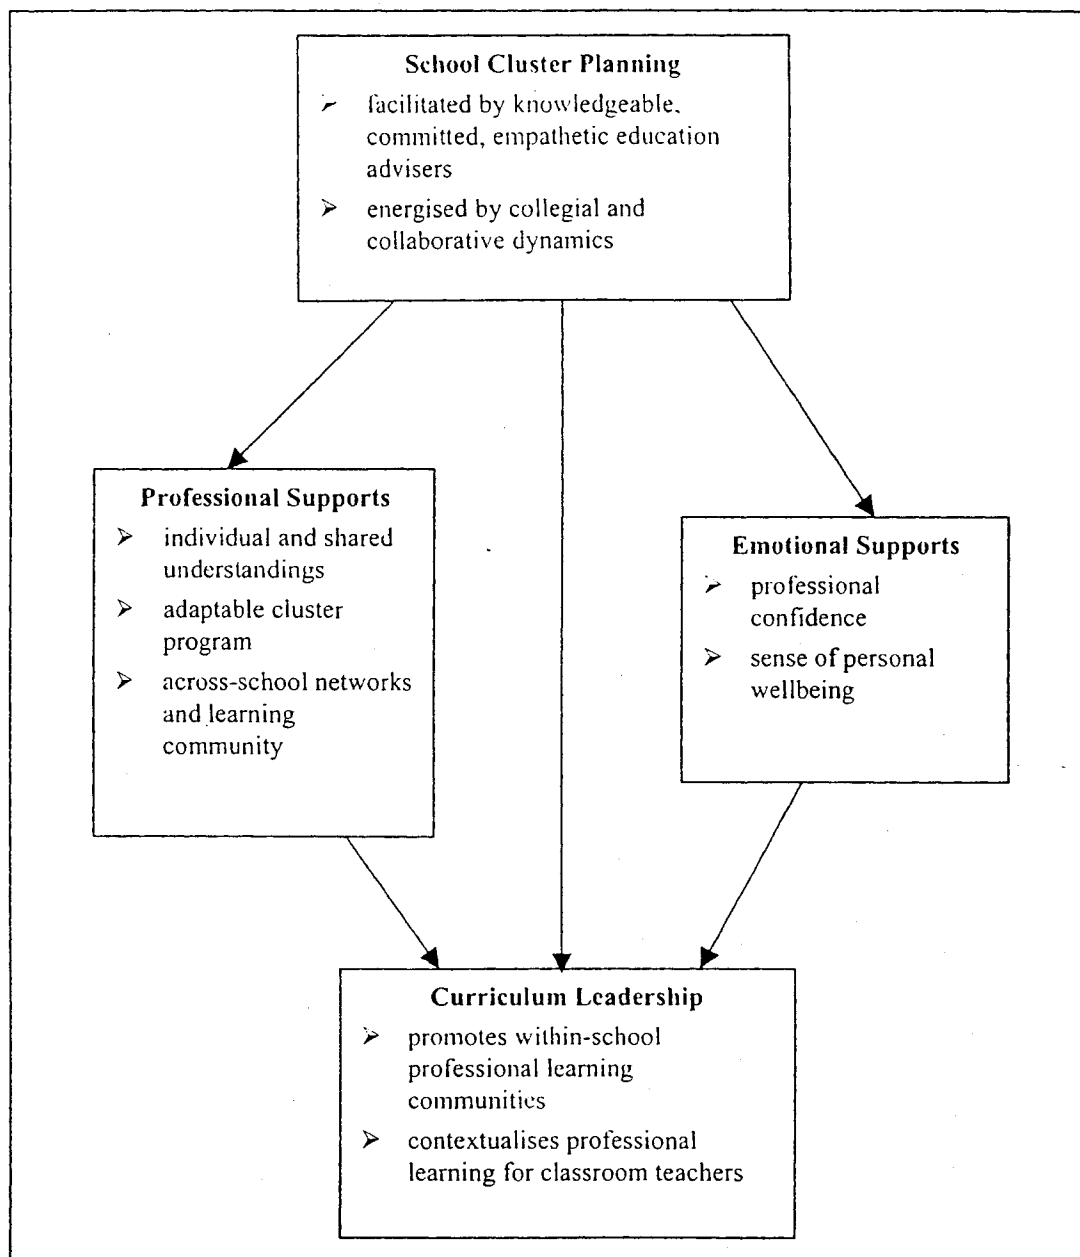 School Cluster Planning
➢ facilitated by knowledgeable,
committed, empathetic education
advisers
➢ energised by collegial and
collaborative dynamics
Professional Supports
➢ individual and shared
understandings
➢ adaptable cluster
program
➢ across-school networks
and learning
community
Emotional Supports
➢ professional
confidence
➢ sense of personal
wellbeing
Curriculum Leadership
➢ promotes within-school
professional learning
communities
➢ contextualises professional
learning for classroom teachers